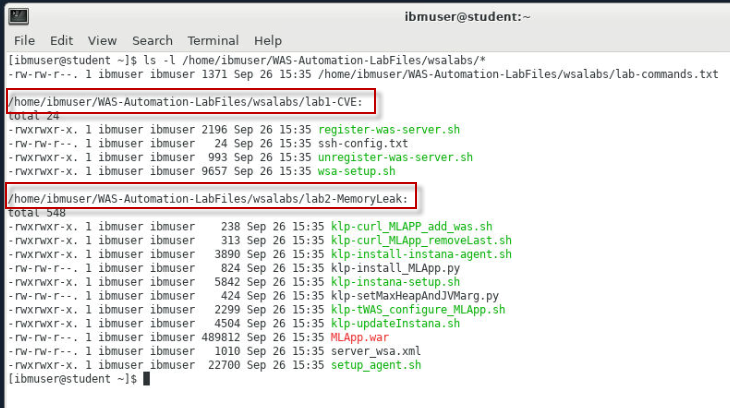 ibmuser@student:~
File Edit View Search Terminal Help
[ibmuser@student ~]$ ls -l /home/ibmuser/WAS-Automation-LabFiles/wsalabs/*
-rw-rw-r--. 1 ibmuser ibmuser 1371 Sep 26 15:35 /home/ibmuser/WAS-Automation-LabFiles/wsalabs/lab-commands.txt
/home/ibmuser/WAS-Automation-LabFiles/wsalabs/lab1-CVE:
total 24
-rwxrwxr-x. 1 ibmuser ibmuser 2196 Sep 26 15:35 register-was-server.sh
-rw-rw-r--. 1 ibmuser ibmuser   24 Sep 26 15:35 ssh-config.txt
-rwxrwxr-x. 1 ibmuser ibmuser  993 Sep 26 15:35 unregister-was-server.sh
-rwxrwxr-x. 1 ibmuser ibmuser 9657 Sep 26 15:35 wsa-setup.sh
/home/ibmuser/WAS-Automation-LabFiles/wsalabs/lab2-MemoryLeak:
total 548
-rwxrwxr-x. 1 ibmuser ibmuser    238 Sep 26 15:35 klp-curl_MLAPP_add_was.sh
-rwxrwxr-x. 1 ibmuser ibmuser    313 Sep 26 15:35 klp-curl_MLApp_removeLast.sh
-rwxrwxr-x. 1 ibmuser ibmuser   3890 Sep 26 15:35 klp-install-instana-agent.sh
-rw-rw-r--. 1 ibmuser ibmuser    824 Sep 26 15:35 klp-install_MLApp.py
-rwxrwxr-x. 1 ibmuser ibmuser   5842 Sep 26 15:35 klp-instana-setup.sh
-rw-rw-r--. 1 ibmuser ibmuser    424 Sep 26 15:35 klp-setMaxHeapAndJVMarg.py
-rwxrwxr-x. 1 ibmuser ibmuser   2299 Sep 26 15:35 klp-tWAS_configure_MLApp.sh
-rwxrwxr-x. 1 ibmuser ibmuser   4504 Sep 26 15:35 klp-updateInstana.sh
-rw-rw-r--. 1 ibmuser ibmuser 489812 Sep 26 15:35 MLApp.war
-rw-rw-r--. 1 ibmuser ibmuser   1010 Sep 26 15:35 server_wsa.xml
-rwxrwxr-x. 1 ibmuser ibmuser  22700 Sep 26 15:35 setup_agent.sh
[ibmuser@student ~]$